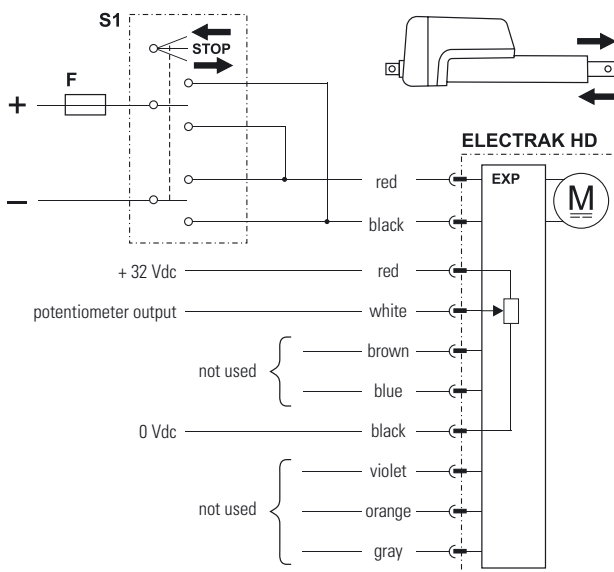 S1
STOP
F
+
–
ELECTRAK HD
EXP
M
red
black
+ 32 Vdc
red
potentiometer output
white
not used
brown
blue
0 Vdc
black
not used
violet
orange
gray